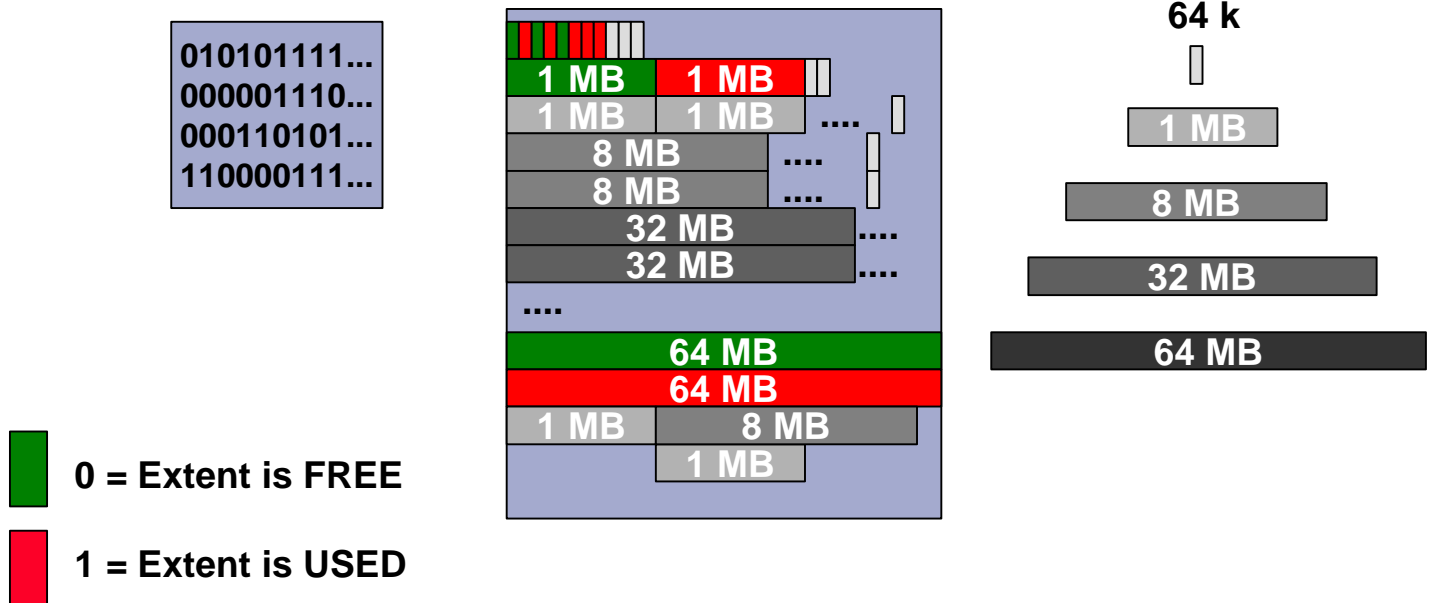 010101111...
000001110...
000110101...
110000111...
1 MB 1 MB
1 MB 1 MB ....
8 MB ....
8 MB ....
32 MB ....
32 MB ....
....
64 MB
64 MB
1 MB 8 MB
1 MB
64 k
1 MB
8 MB
32 MB
64 MB
0 = Extent is FREE
1 = Extent is USED